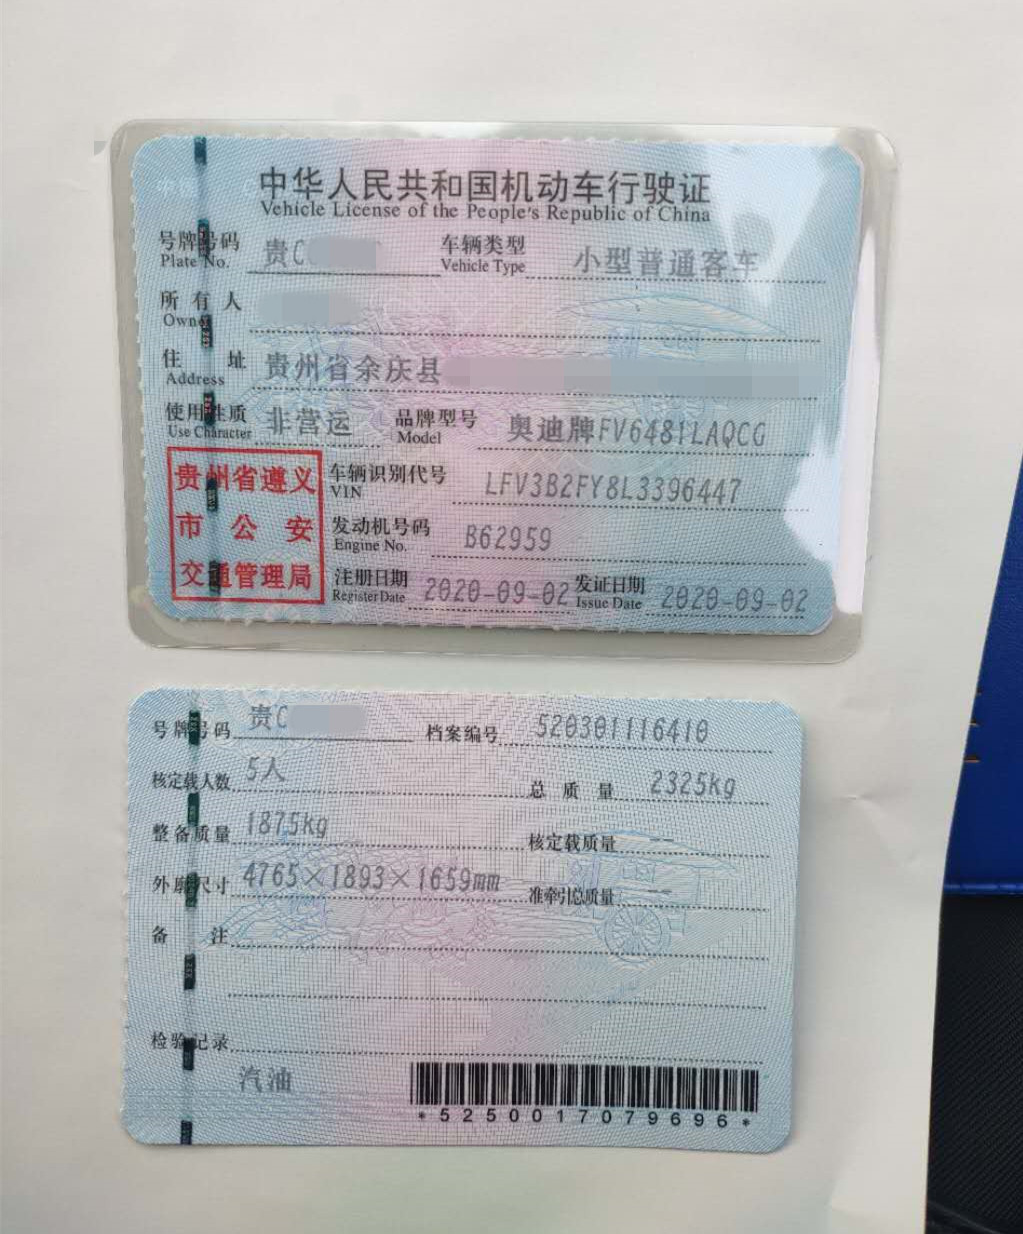 中华人民共和国机动车行驶证
Vehicle License of the People's Republic of China
号牌号码 贵C 车辆类型 小型普通客车
Plate No. Vehicle Type
所有人
Owner
住址 贵州省余庆县
Address
使用性质 非营运 品牌型号 奥迪牌FV6481LAQCG
Use Character Model
贵州省遵义 车辆识别代号 LFV3B2FY8L3396447
VIN
市公安 发动机号码 B62959
Engine No.
交通管理局 注册日期 2020-09-02 发证日期 2020-09-02
Register Date Issue Date
号牌号码 贵C 档案编号 520301116410
核定载人数 5人 总质量 2325kg
整备质量 1875kg 核定载质量 --
外廓尺寸 4765×1893×1659mm 准牵引总质量 --
备注
检验记录
汽油
*5250017079696*